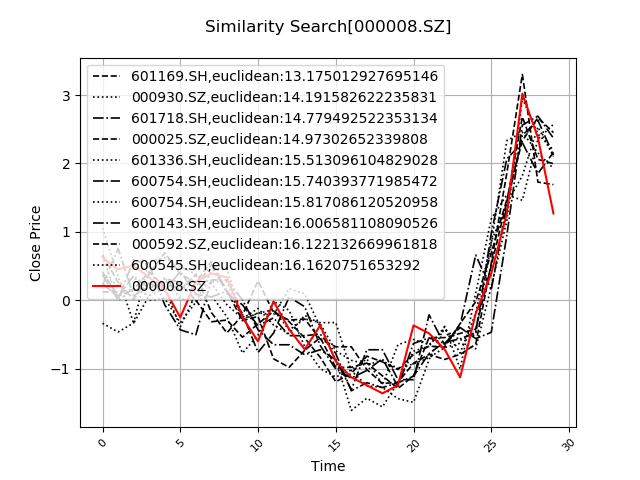 Similarity Search[000008.SZ]
601169.SH,euclidean:13.175012927695146
000930.SZ,euclidean:14.191582622235831
601718.SH,euclidean:14.779492522353134
000025.SZ,euclidean:14.97302652339808
601336.SH,euclidean:15.513096104829028
600754.SH,euclidean:15.740393771985472
600754.SH,euclidean:15.817086120520958
600143.SH,euclidean:16.006581108090526
000592.SZ,euclidean:16.122132669961818
600545.SH,euclidean:16.1620751653292
000008.SZ
Close Price
3
2
1
0
−1
0
5
10
15
20
25
30
Time